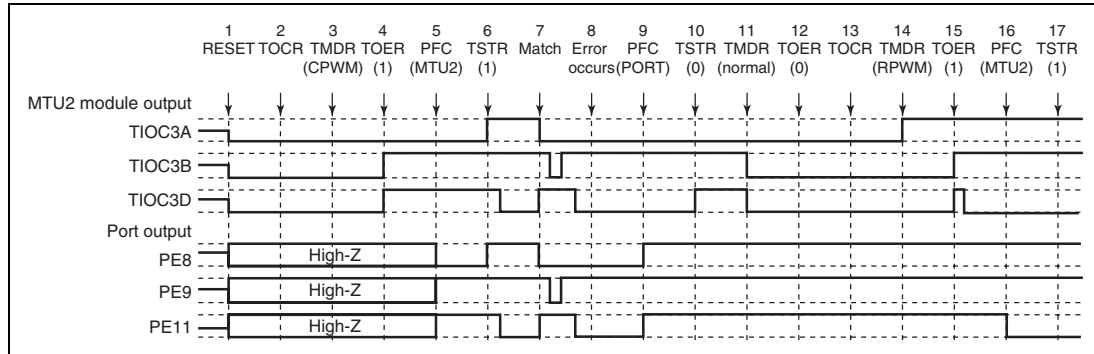 1 2 3 4 5 6 7 8 9 10 11 12 13 14 15 16 17
RESET TOCR TMDR TOER PFC TSTR Match Error PFC TSTR TMDR TOER TOCR TMDR TOER PFC TSTR
(CPWM) (1) (MTU2) (1) occurs (PORT) (0) (normal) (0) (RPWM) (1) (MTU2) (1)
MTU2 module output
TIOC3A
TIOC3B
TIOC3D
Port output
PE8 High-Z
PE9 High-Z
PE11 High-Z